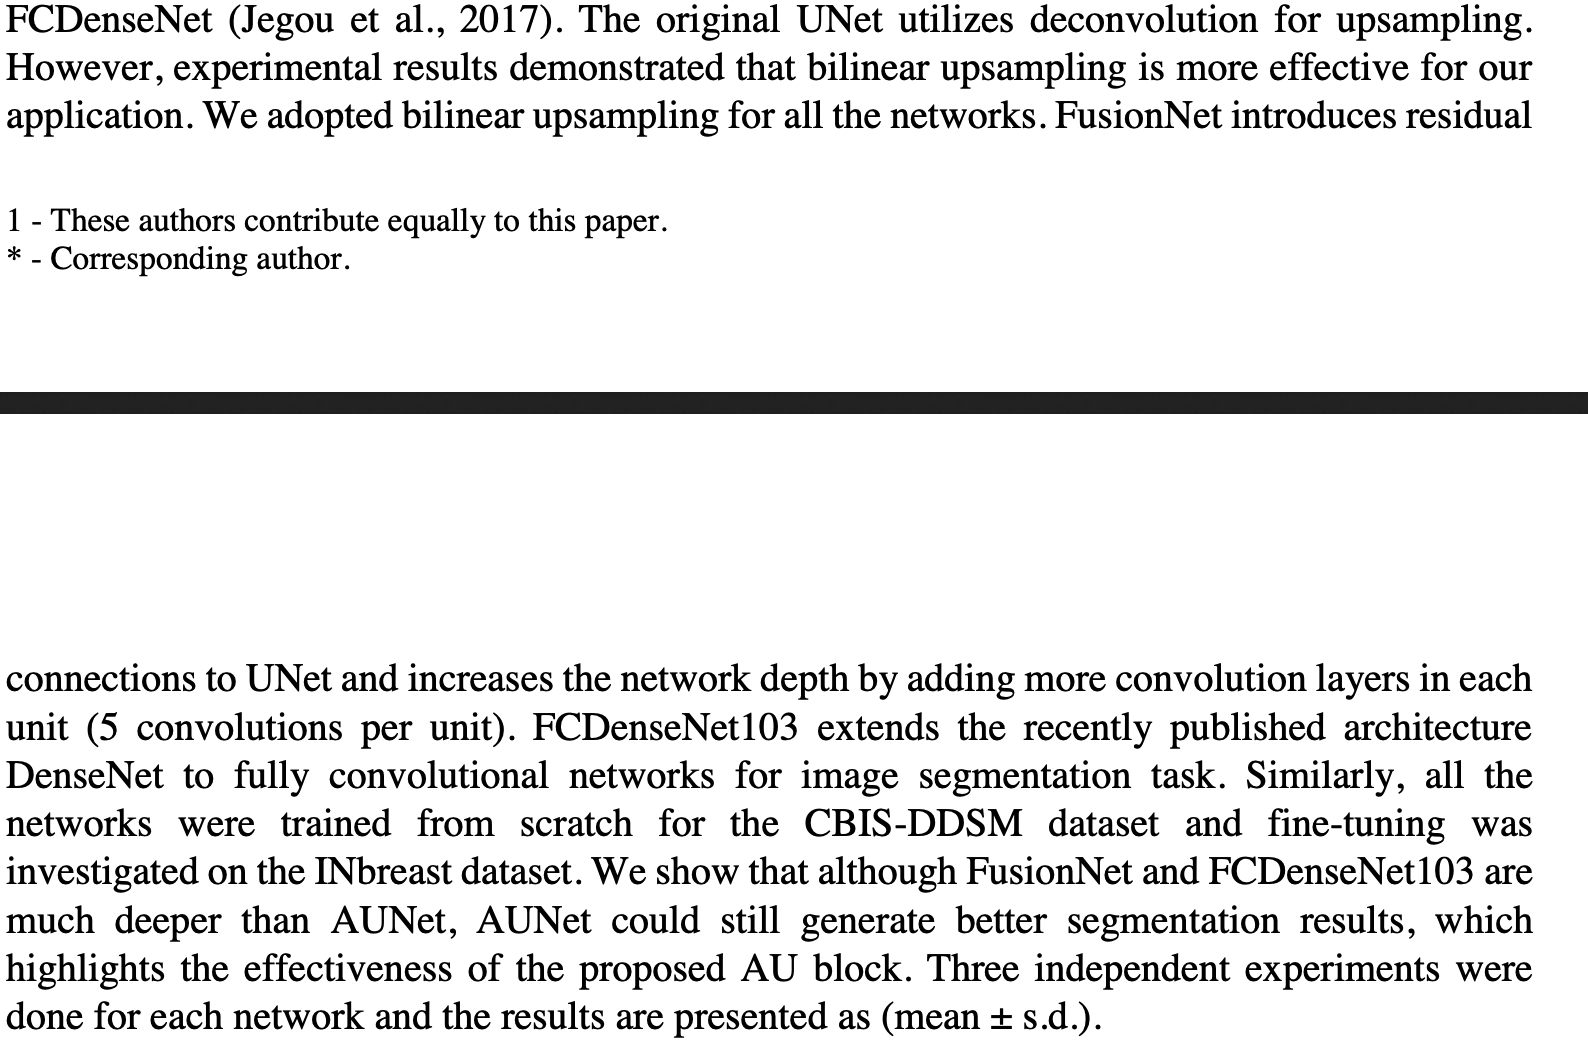 FCDenseNet (Jegou et al., 2017). The original UNet utilizes deconvolution for upsampling.
However, experimental results demonstrated that bilinear upsampling is more effective for our
application. We adopted bilinear upsampling for all the networks. FusionNet introduces residual
1 - These authors contribute equally to this paper.
* - Corresponding author.
connections to UNet and increases the network depth by adding more convolution layers in each
unit (5 convolutions per unit). FCDenseNet103 extends the recently published architecture
DenseNet to fully convolutional networks for image segmentation task. Similarly, all the
networks were trained from scratch for the CBIS-DDSM dataset and fine-tuning was
investigated on the INbreast dataset. We show that although FusionNet and FCDenseNet103 are
much deeper than AUNet, AUNet could still generate better segmentation results, which
highlights the effectiveness of the proposed AU block. Three independent experiments were
done for each network and the results are presented as (mean ± s.d.).